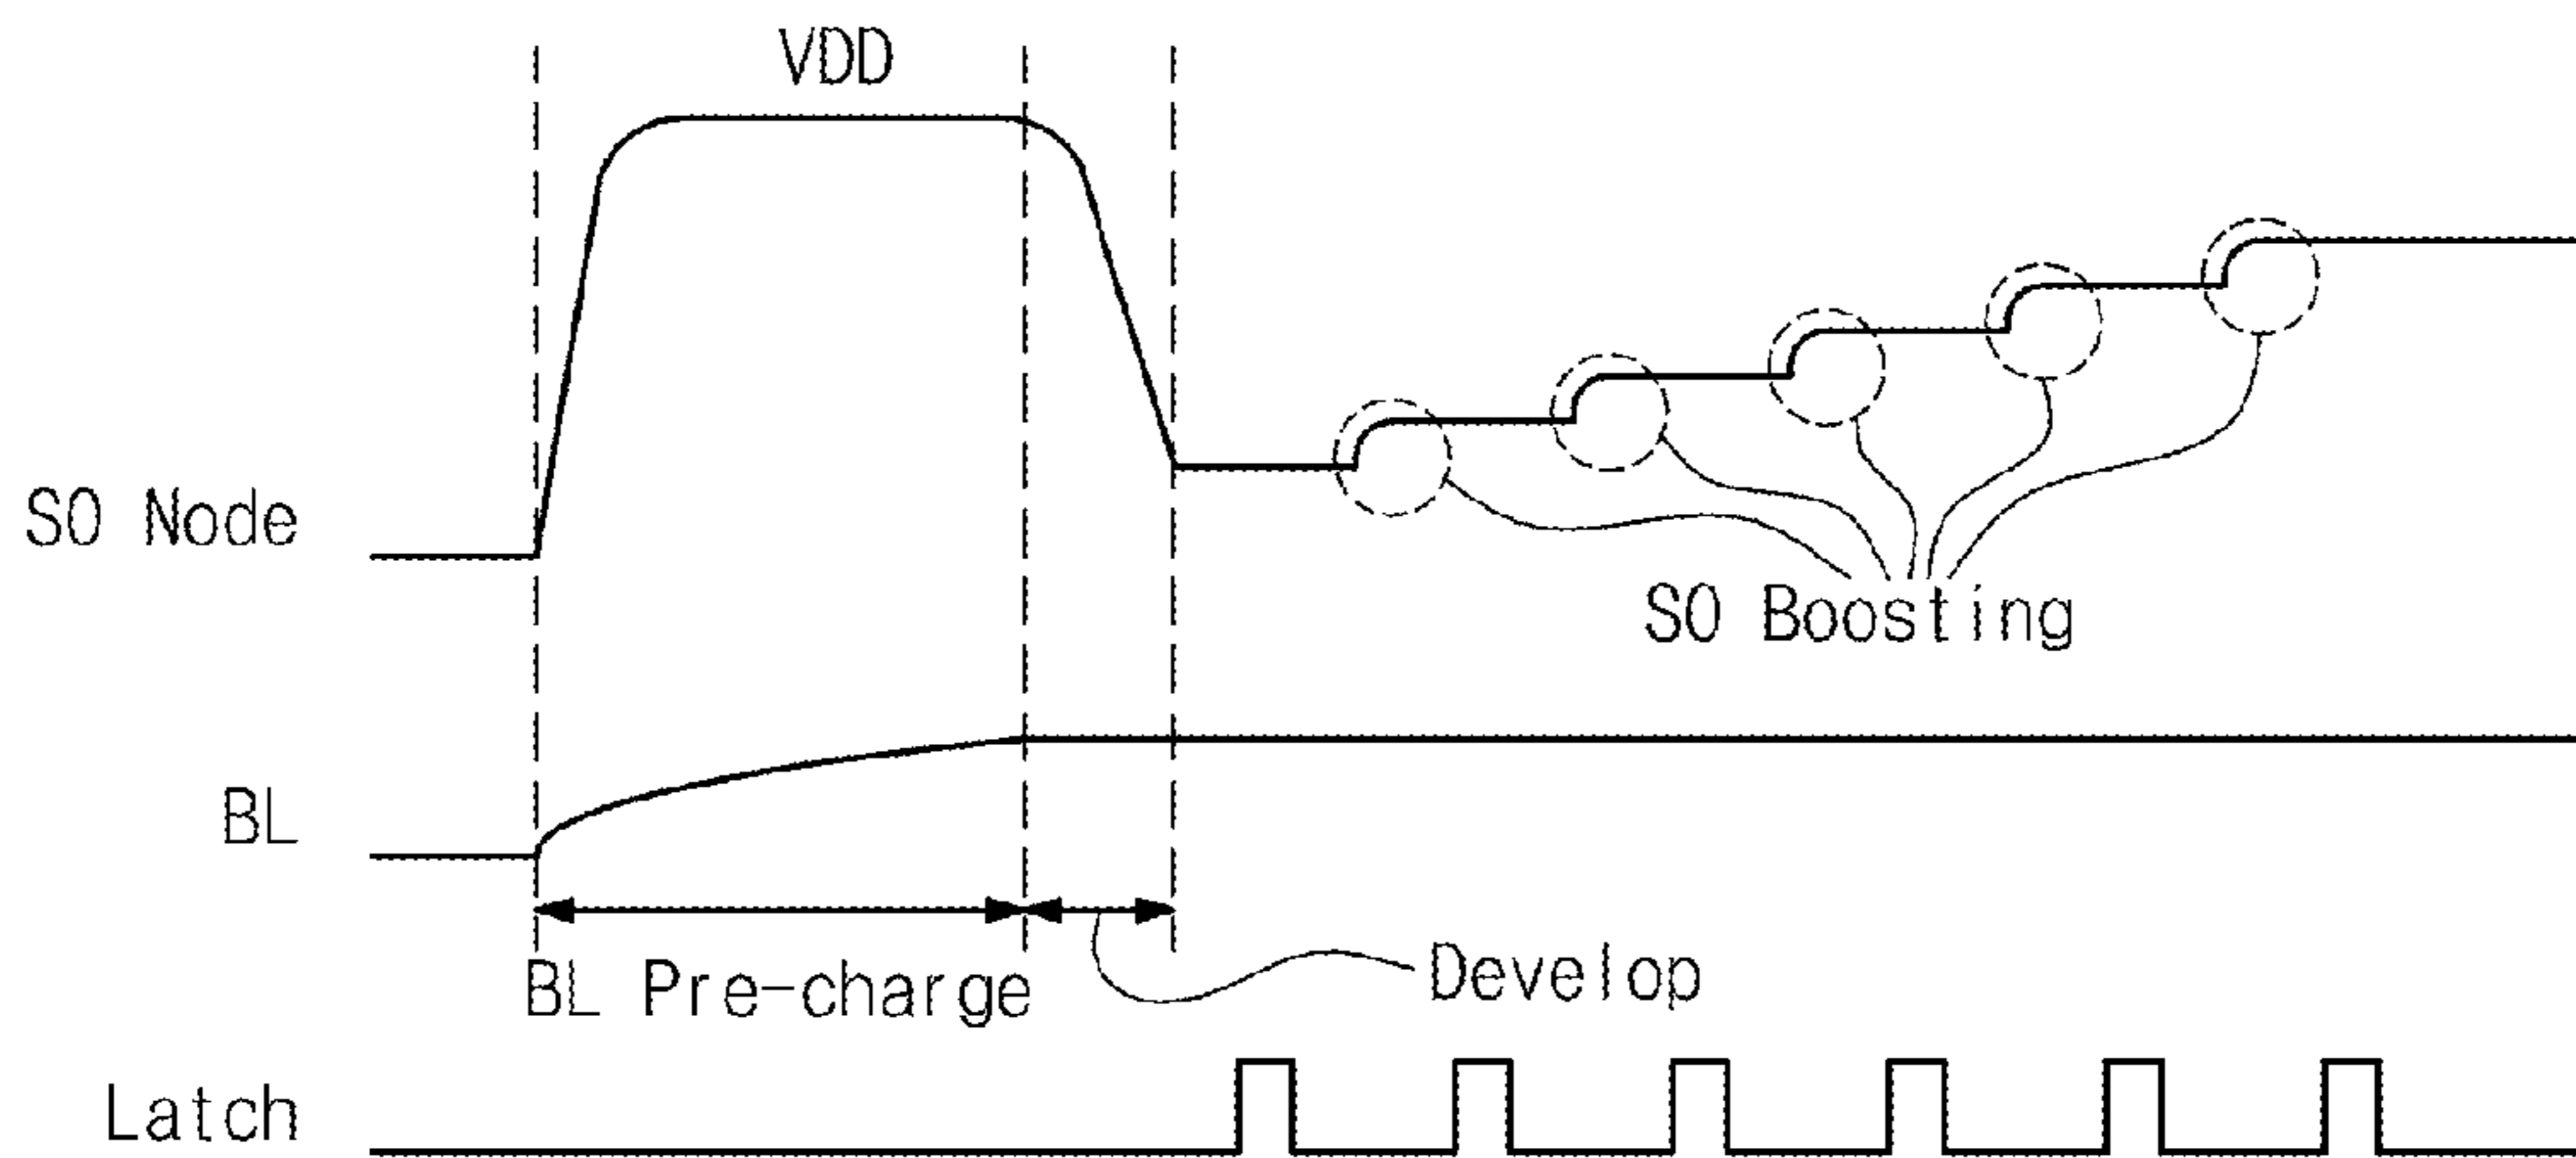 VDD
SO Node
SO Boosting
BL
BL Pre-charge
Develop
Latch